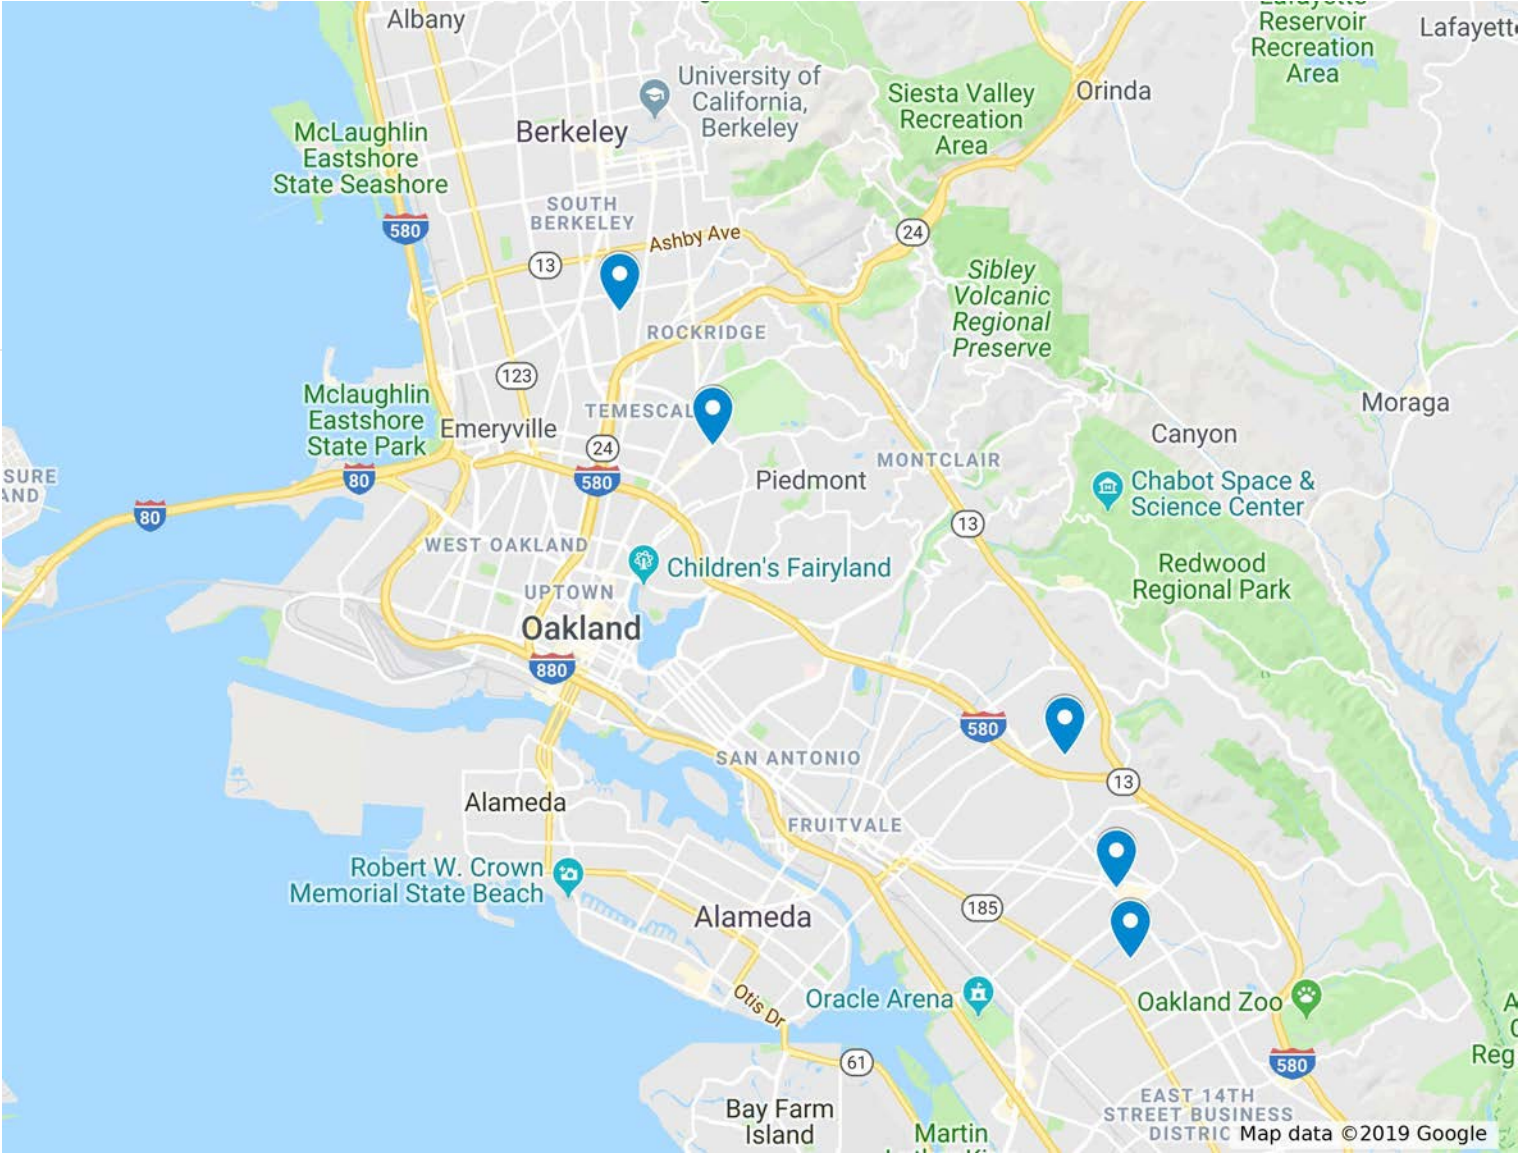 Albany
Lafayette
Reservoir
Recreation
Area
University of
California,
Berkeley
Berkeley
Siesta Valley
Recreation
Area
Orinda
McLaughlin
Eastshore
State Seashore
SOUTH
BERKELEY
580
Ashby Ave
24
13
Sibley
Volcanic
Regional
Preserve
ROCKRIDGE
123
Mclaughlin
Eastshore
State Park
TEMESCAL
Emeryville
Moraga
Canyon
24
MONTCLAIR
SURE
AND
80
580
Piedmont
Chabot Space &
Science Center
80
13
WEST OAKLAND
Children's Fairyland
Redwood
Regional Park
UPTOWN
Oakland
880
580
SAN ANTONIO
13
Alameda
FRUITVALE
Robert W. Crown
Memorial State Beach
185
Alameda
Oracle Arena
Otis Dr
Oakland Zoo
61
580
Reg
Bay Farm
Island
EAST 14TH
STREET BUSINESS
DISTRIC
Martin
Map data ©2019 Google